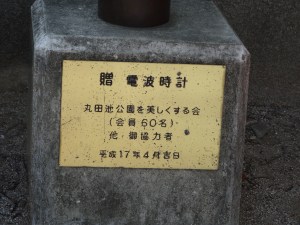 贈 電波時計
丸田池公園を美しくする会
(会員60名)
他・御協力者
平成17年4月吉日